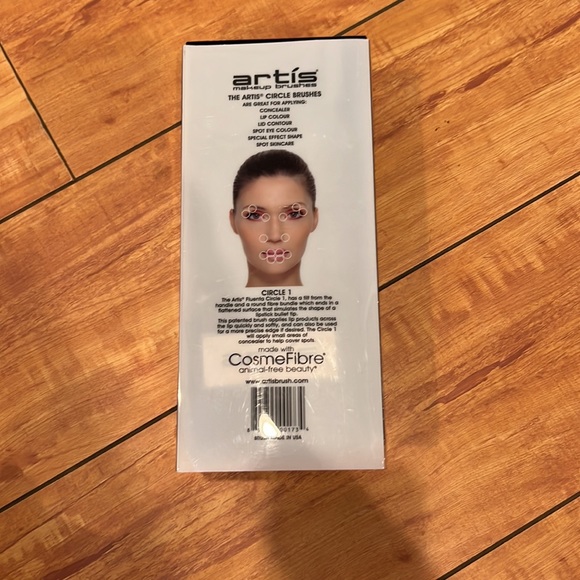 artís®
makeup brushes
THE ARTIS® CIRCLE BRUSHES
ARE GREAT FOR APPLYING:
CONCEALER
LIP COLOUR
LID CONTOUR
SPOT EYE COLOUR
SPECIAL EFFECT SHAPE
SPOT SKINCARE
CIRCLE 1
The Artis® Fluenta Circle 1, has a tilt from the
handle and a round fibre bundle which ends in a
flattened surface that simulates the shape of a
lipstick bullet tip.
This patented brush applies lip products across
the lip quickly and softly, and can also be used
for a more precise edge if desired. The Circle 1
will apply small areas of
concealer to help cover spots.
made with
CosmeFibre®
animal-free beauty®
www.artisbrush.com
IN USA